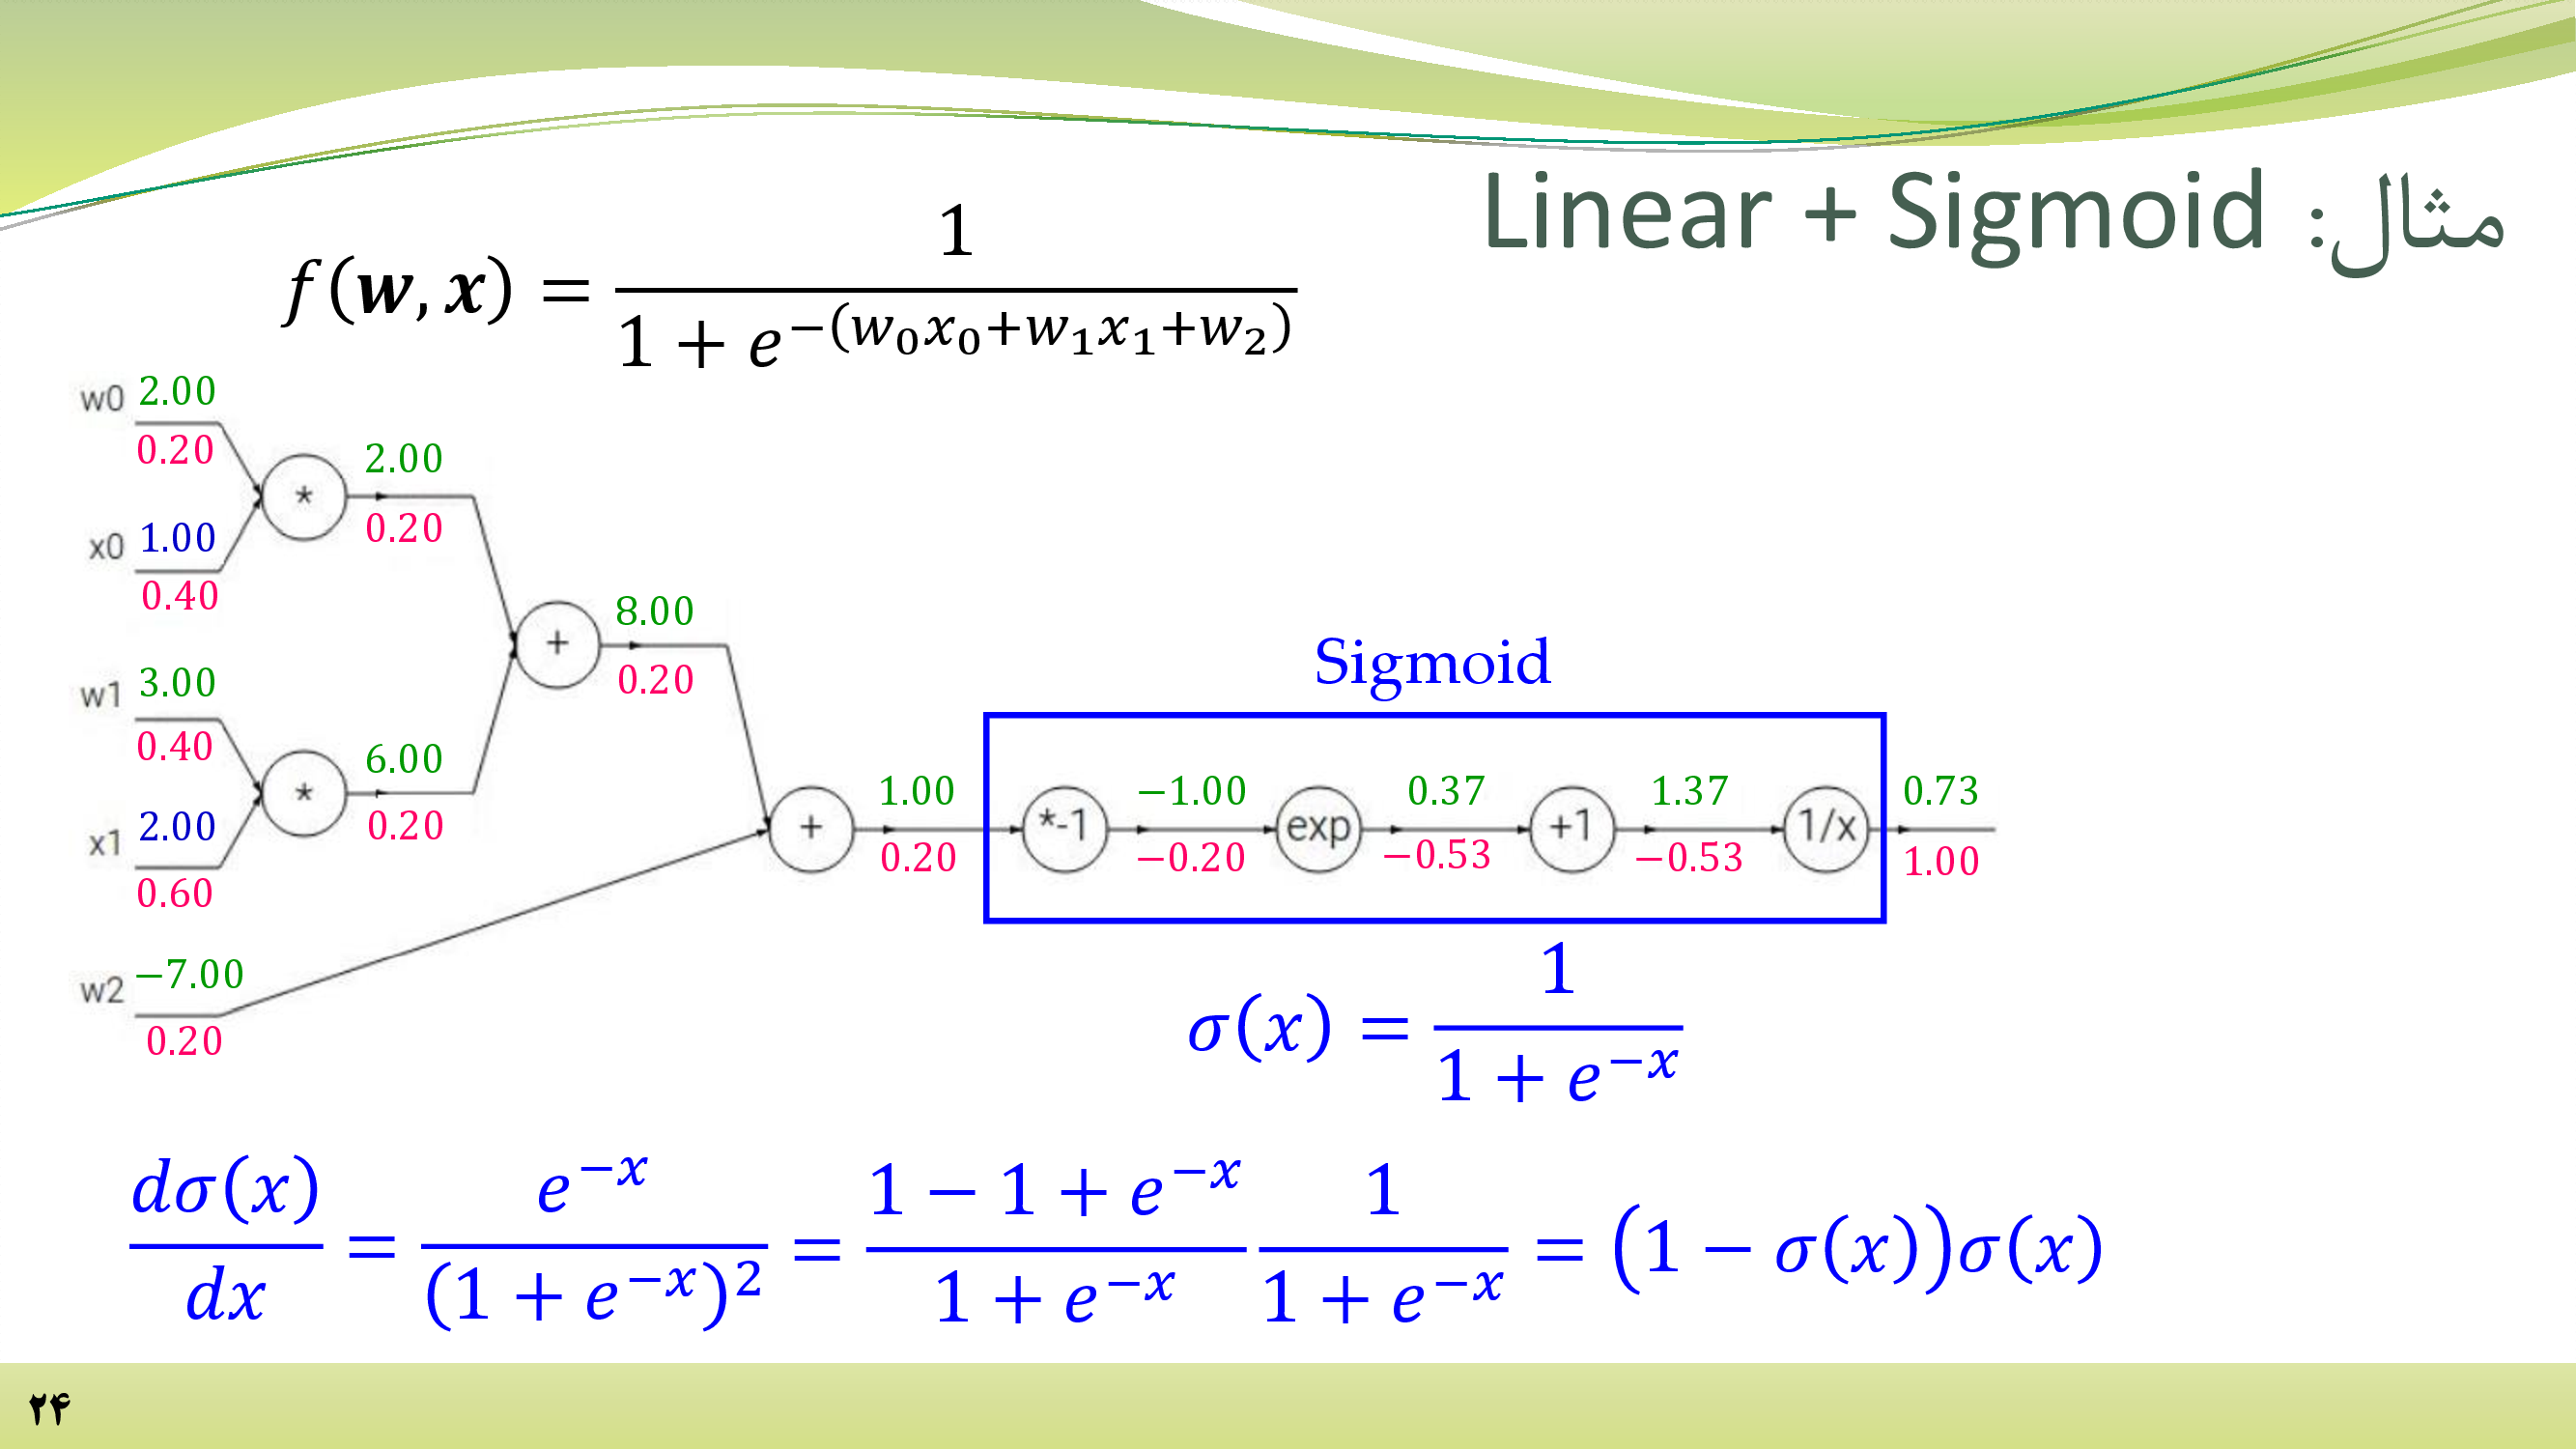 مثال: Linear + Sigmoid
f(w, x) = 1 / (1 + e^−(w₀x₀+w₁x₁+w₂))
w0 2.00
0.20
x0 1.00
0.40
*
2.00
0.20
w1 3.00
0.40
x1 2.00
0.60
*
6.00
0.20
+
8.00
0.20
w2 −7.00
0.20
+
1.00
0.20
Sigmoid
*-1
−1.00
−0.20
exp
0.37
−0.53
+1
1.37
−0.53
1/x
0.73
1.00
σ(x) = 1 / (1 + e^−x)
dσ(x)/dx = e^−x / (1 + e^−x)² = (1 − 1 + e^−x)/(1 + e^−x) 1/(1 + e^−x) = (1 − σ(x))σ(x)
۲۴